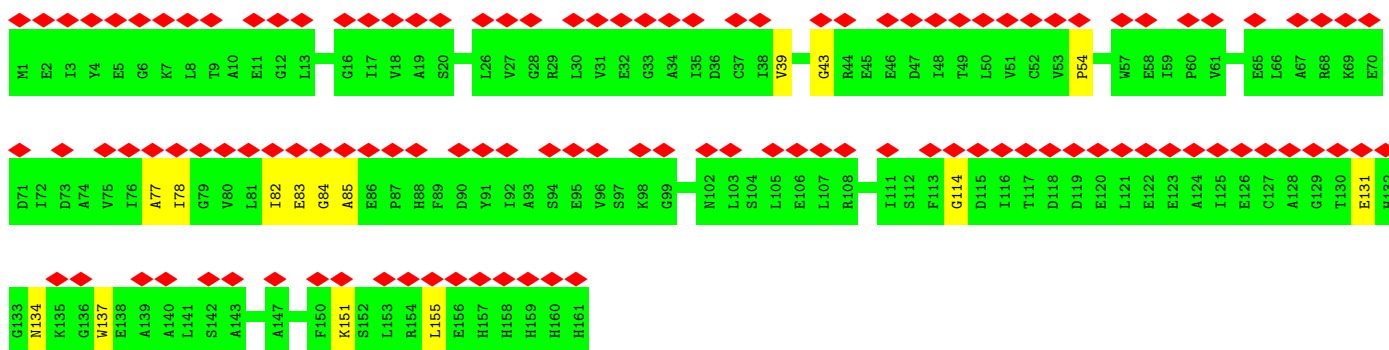 M1 E2 I3 Y4 E5 G6 K7 L8 T9 A10 E11 G12 L13 G16 I17 V18 A19 S20 L26 V27 G28 R29 L30 V31 E32 G33 A34 I35 D36 C37 I38 V39 G43 R44 E45 E46 D47 I48 T49 L50 V51 C52 V53 P54 W57 E58 I59 P60 V61 E65 L66 A67 R68 K69 E70
D71 I72 D73 A74 V75 I76 A77 I78 G79 V80 L81 I82 E83 G84 A85 E86 P87 H88 F89 D90 Y91 I92 A93 S94 E95 V96 S97 K98 G99 N102 L103 S104 L105 E106 L107 R108 I111 S112 F113 G114 D115 I116 T117 D118 D119 E120 L121 E122 E123 A124 I125 E126 C127 A128 G129 T130 E131 H132
G133 N134 K135 G136 W137 E138 A139 A140 L141 S142 A143 A147 F150 K151 S152 L153 R154 L155 E156 H157 H158 H159 H160 H161